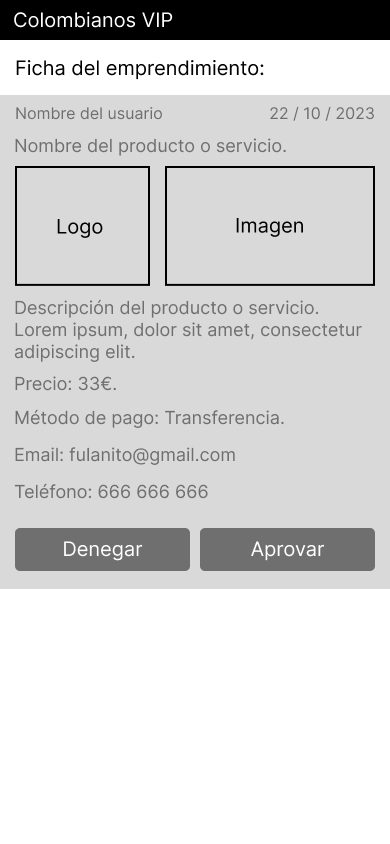 Colombianos VIP
Ficha del emprendimiento:
Nombre del usuario 22 / 10 / 2023
Nombre del producto o servicio.
Logo Imagen
Descripción del producto o servicio.
Lorem ipsum, dolor sit amet, consectetur
adipiscing elit.
Precio: 33€.
Método de pago: Transferencia.
Email: fulanito@gmail.com
Teléfono: 666 666 666
Denegar Aprovar